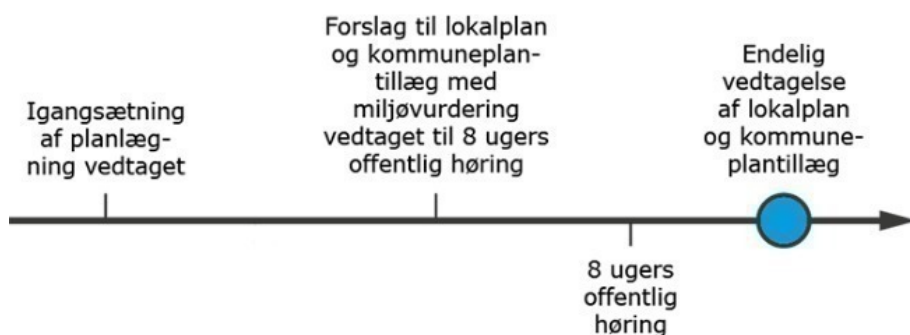 Igangsætning
af planlæg-
ning vedtaget
Forslag til lokalplan
og kommuneplan-
tillæg med
miljøvurdering
vedtaget til 8 ugers
offentlig høring
8 ugers
offentlig
høring
Endelig
vedtagelse
af lokalplan
og kommune-
plantillæg